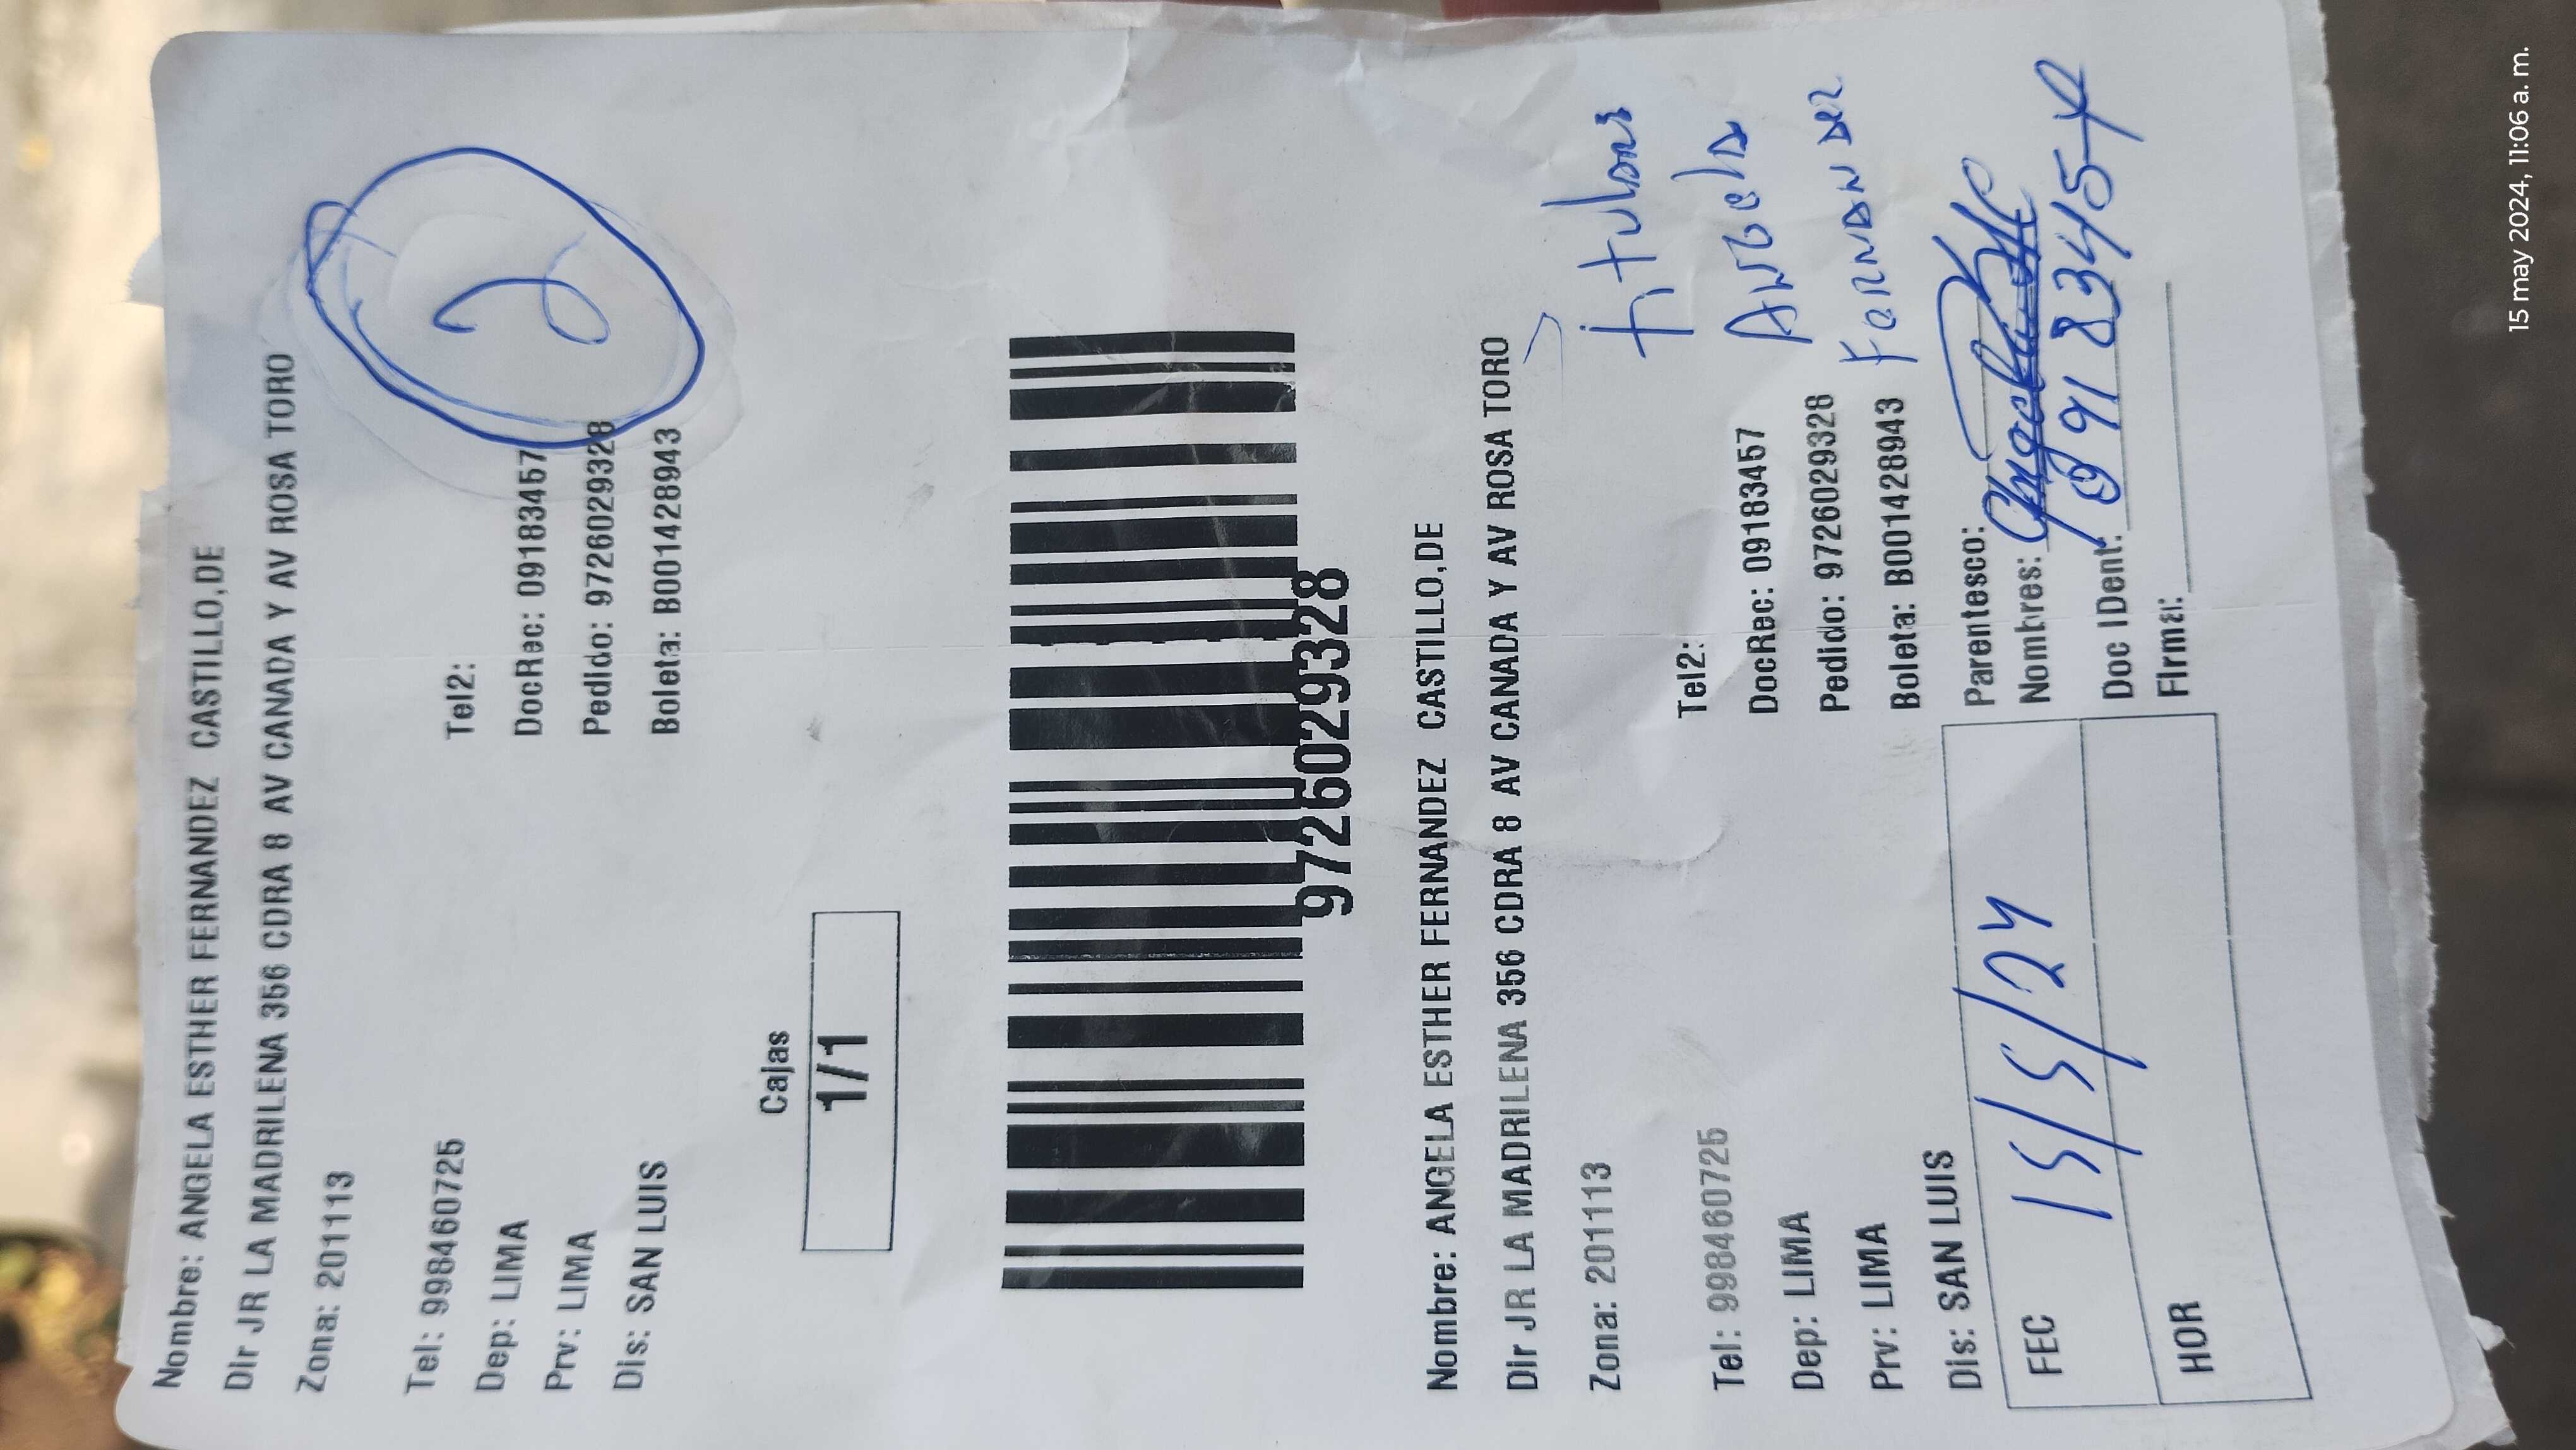 Nombre: ANGELA ESTHER FERNANDEZ CASTILLO,DE
Dir JR LA MADRILENA 356 CDRA 8 AV CANADA Y AV ROSA TORO
Zona: 201113
2
Tel: 998460725 Tel2:
Dep: LIMA DocRec: 09183457
Prv: LIMA Pedido: 9726029328
Dis: SAN LUIS Boleta: B001428943
Cajas
1/1
9726029328
Nombre: ANGELA ESTHER FERNANDEZ CASTILLO,DE
Dir JR LA MADRILENA 356 CDRA 8 AV CANADA Y AV ROSA TORO
Zona: 201113
titular
Tel: 998460725 Tel2:
Angela
Dep: LIMA DocRec: 09183457
Prv: LIMA Pedido: 9726029328
Fernandez
Dis: SAN LUIS Boleta: B001428943
FEC 15/5/24
Parentesco:
Nombres: Angela
Doc IDent: 09183457
HOR
Firma:
15 may 2024, 11:06 a. m.